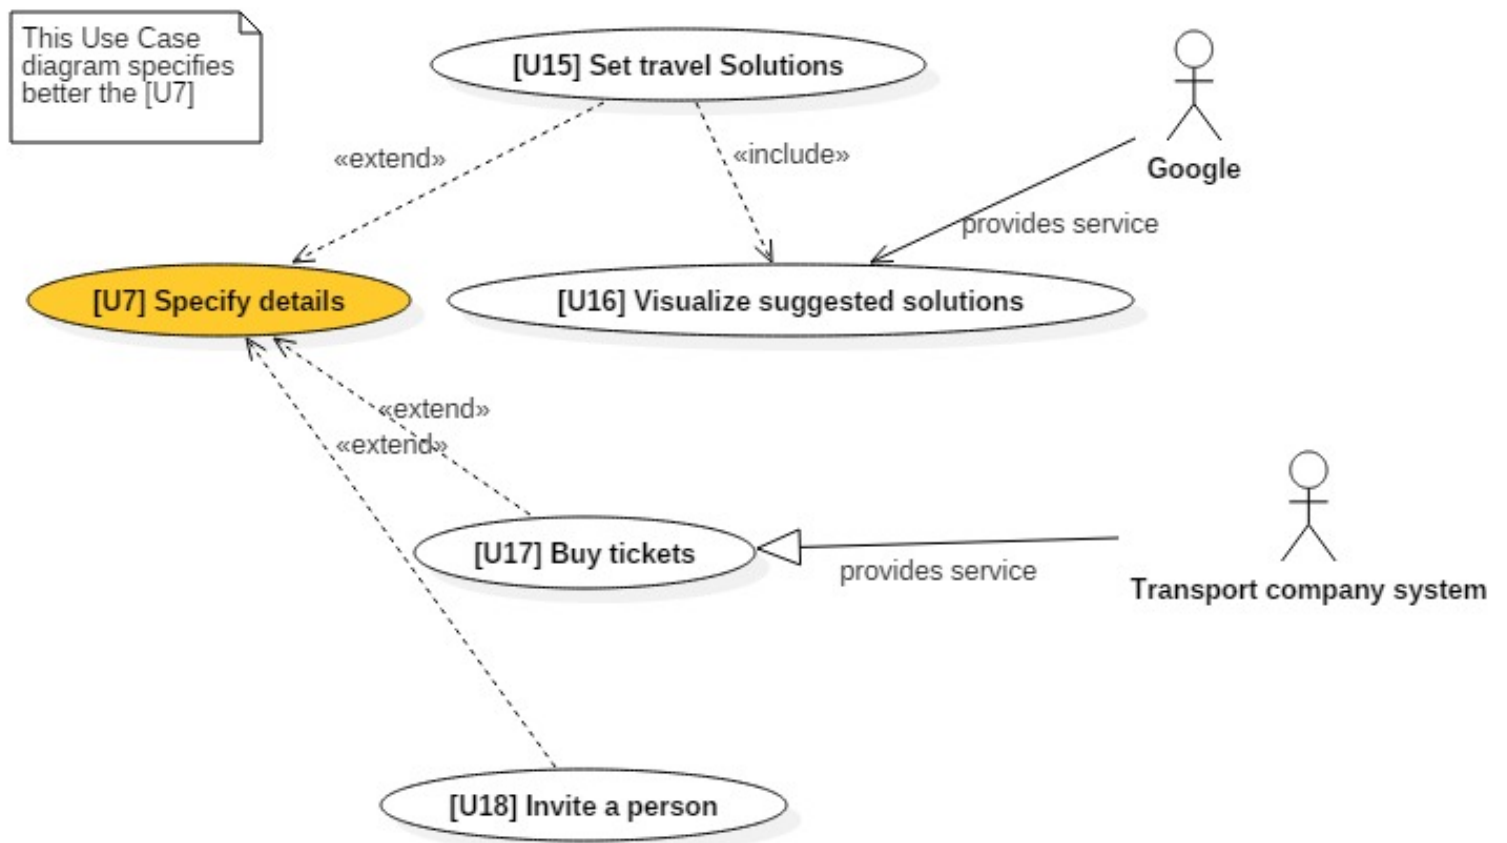 This Use Case
diagram specifies
better the [U7]
[U15] Set travel Solutions
«extend»
«include»
Google
provides service
[U7] Specify details
[U16] Visualize suggested solutions
«extend»
«extend»
[U17] Buy tickets
provides service
Transport company system
[U18] Invite a person